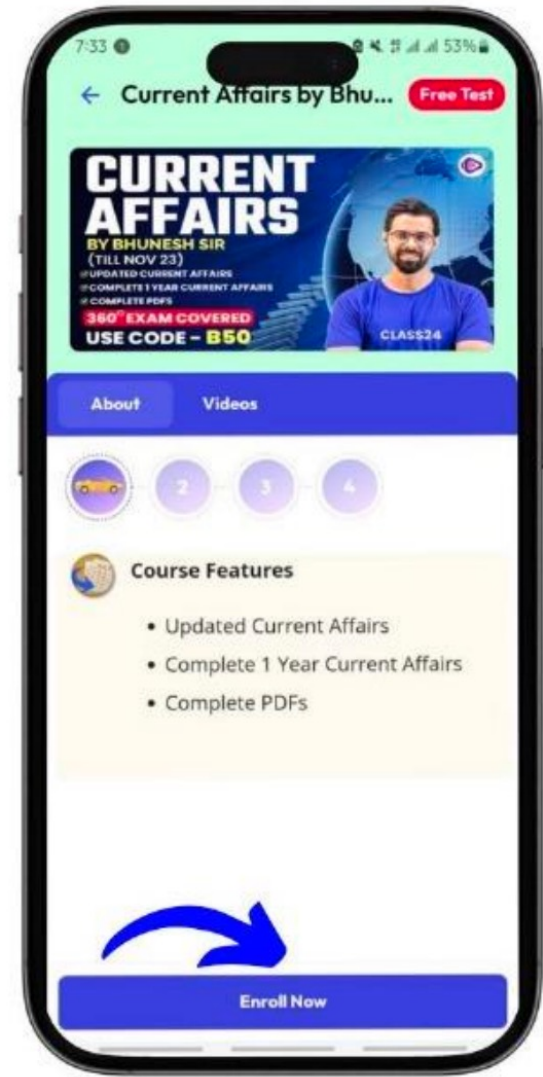 7:33
53%
Current Affairs by Bhu...
Free Test
CURRENT
AFFAIRS
BY BHUNESH SIR
(TILL NOV 23)
UPDATED CURRENT AFFAIRS
COMPLETE 1 YEAR CURRENT AFFAIRS
COMPLETE PDFS
360° EXAM COVERED
USE CODE - B50
CLASS24
About
Videos
2
3
4
Course Features
• Updated Current Affairs
• Complete 1 Year Current Affairs
• Complete PDFs
Enroll Now